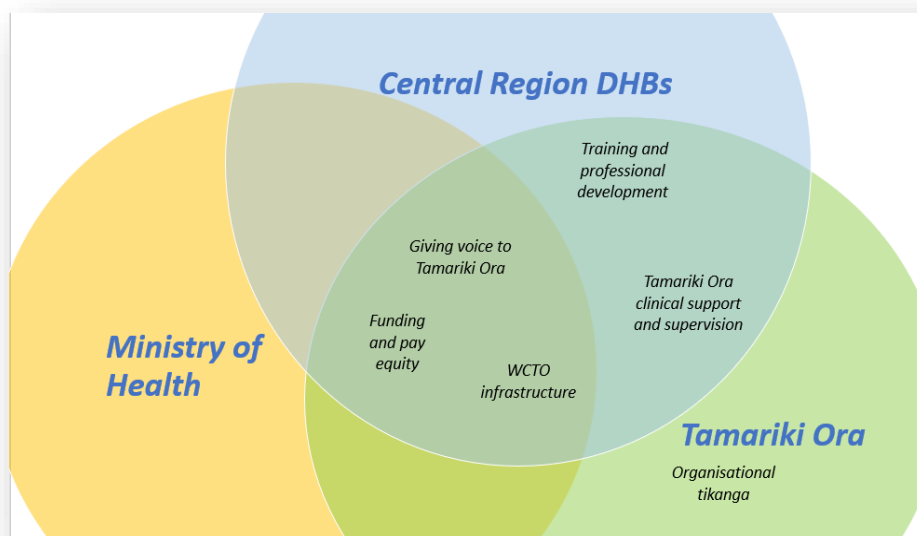 Central Region DHBs
Training and
professional
development
Giving voice to
Tamariki Ora
Tamariki Ora
clinical support
and supervision
Funding
and pay
equity
Ministry of
Health
WCTO
infrastructure
Tamariki Ora
Organisational
tikanga